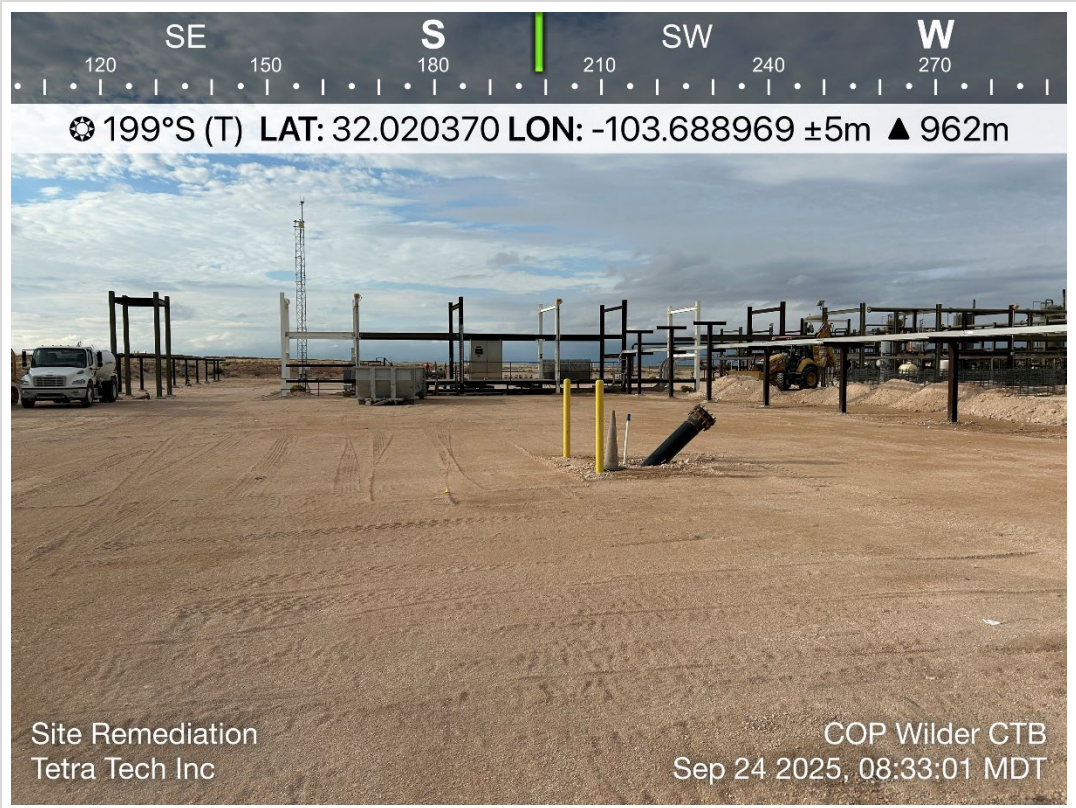 SE S SW W
120 150 180 210 240 270
199°S (T) LAT: 32.020370 LON: -103.688969 ±5m ▲ 962m
Site Remediation
Tetra Tech Inc
COP Wilder CTB
Sep 24 2025, 08:33:01 MDT